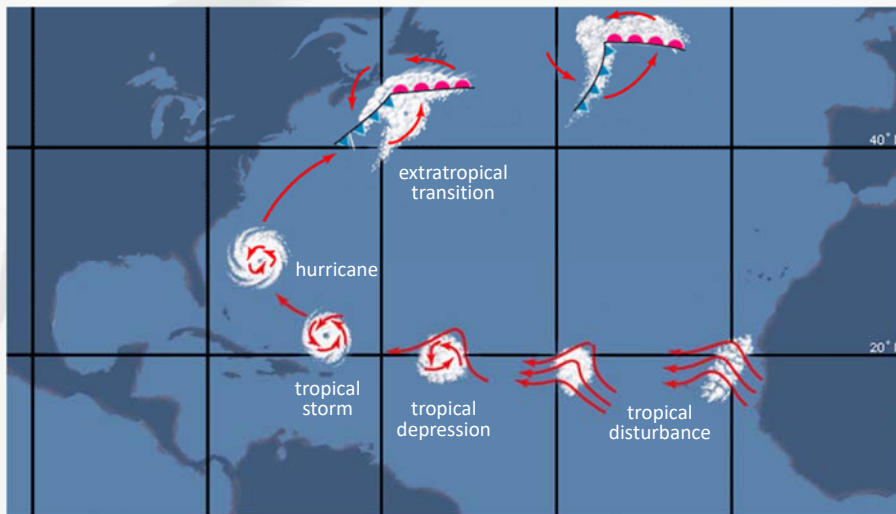 40° N
extratropical
transition
hurricane
20° N
tropical
storm
tropical
depression
tropical
disturbance